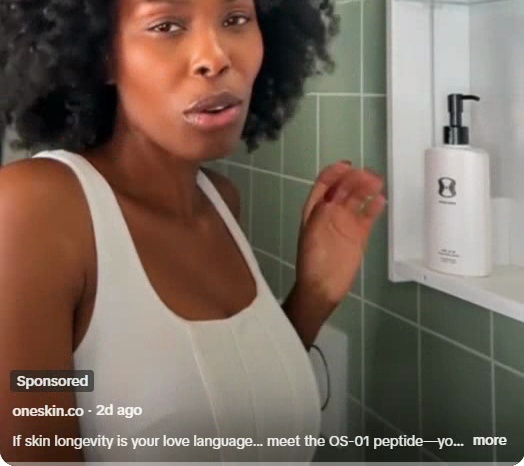 Sponsored
oneskin.co · 2d ago
If skin longevity is your love language... meet the OS-01 peptide—yo... more